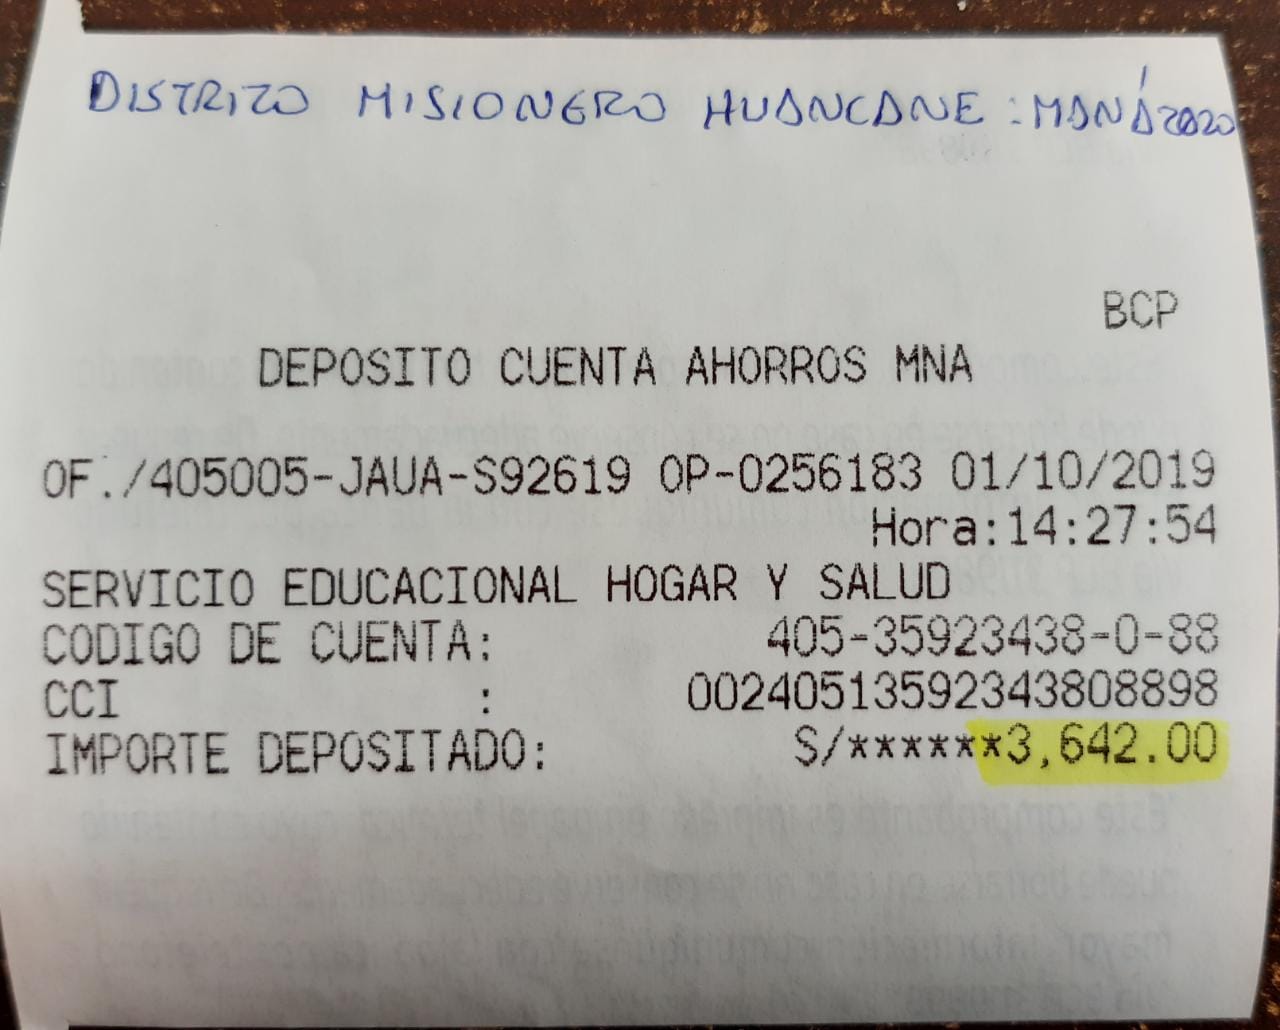 DISTRITO MISIONERO HUANCANE : MANÁ 2020
BCP
DEPOSITO CUENTA AHORROS MNA
OF./405005-JAUA-S92619 OP-0256183 01/10/2019
Hora:14:27:54
SERVICIO EDUCACIONAL HOGAR Y SALUD
CODIGO DE CUENTA: 405-35923438-0-88
CCI : 00240513592343808898
IMPORTE DEPOSITADO: S/******3,642.00